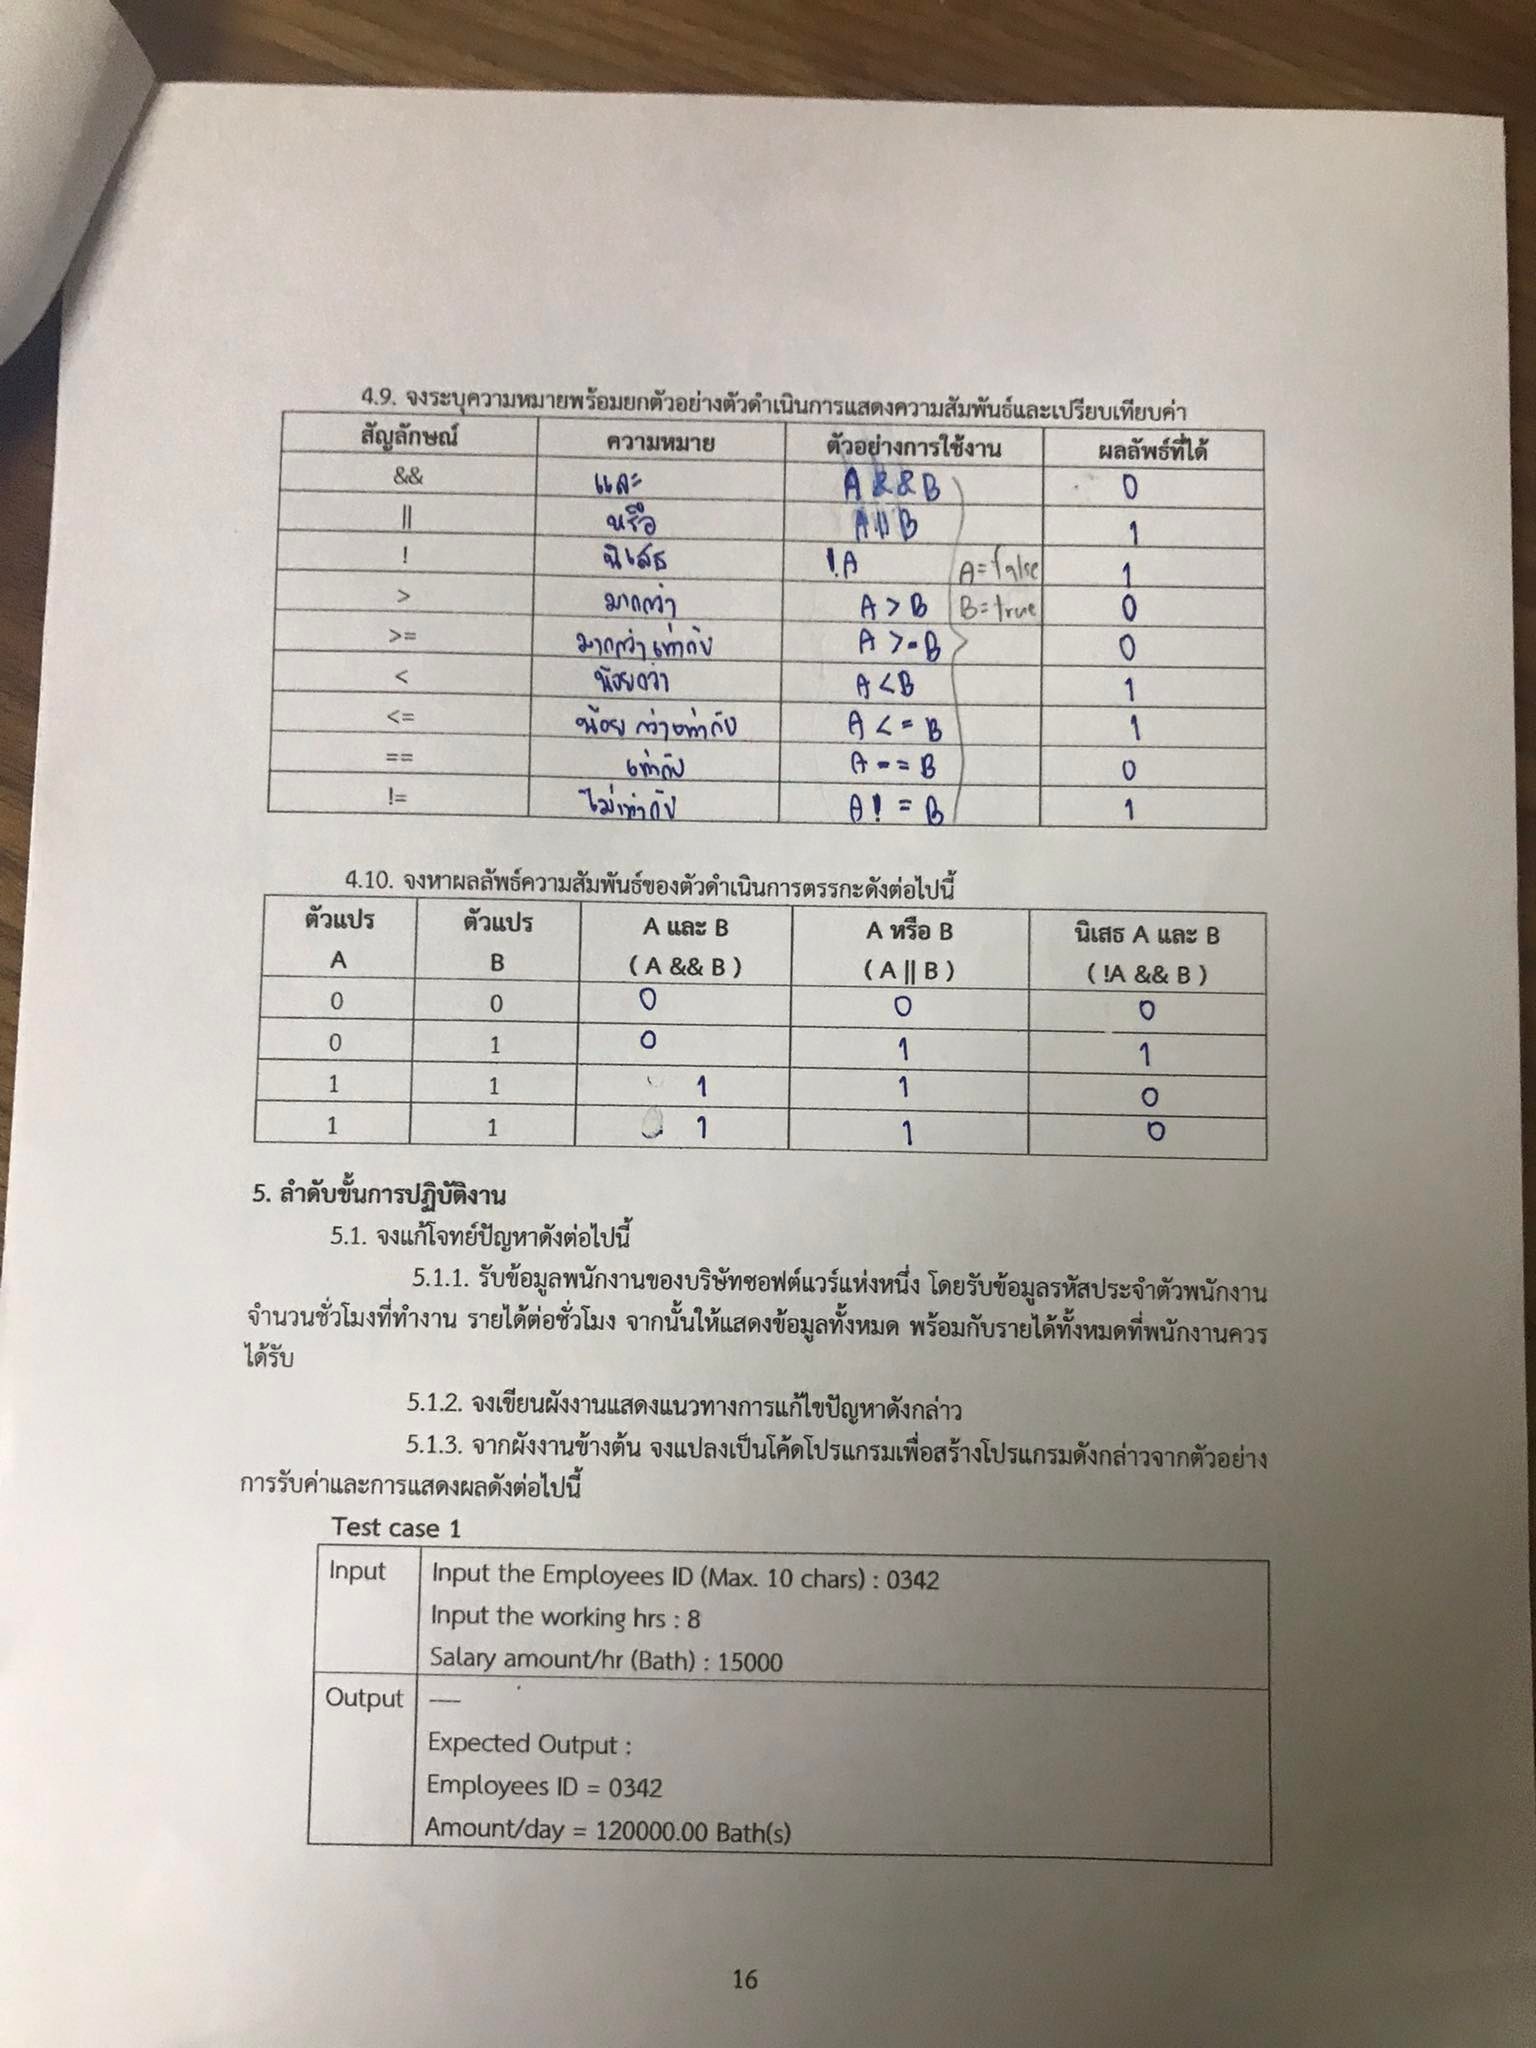 4.9. จงระบุความหมายพร้อมยกตัวอย่างตัวดำเนินการแสดงความสัมพันธ์และเปรียบเทียบค่า
สัญลักษณ์ ความหมาย ตัวอย่างการใช้งาน ผลลัพธ์ที่ได้
&& และ A && B 0
|| หรือ A || B 1
! นิเสธ !A A=false 1
> มากกว่า A > B B=true 0
>= มากกว่าเท่ากับ A >= B 0
< น้อยกว่า A < B 1
<= น้อยกว่าเท่ากับ A <= B 1
== เท่ากับ A == B 0
!= ไม่เท่ากับ A != B 1
4.10. จงหาผลลัพธ์ความสัมพันธ์ของตัวดำเนินการตรรกะดังต่อไปนี้
ตัวแปร ตัวแปร A และ B A หรือ B นิเสธ A และ B
A B ( A && B ) ( A || B ) ( !A && B )
0 0 0 0 0
0 1 0 1 1
1 1 1 1 0
1 1 1 1 0
5. ลำดับขั้นการปฏิบัติงาน
5.1. จงแก้โจทย์ปัญหาดังต่อไปนี้
5.1.1. รับข้อมูลพนักงานของบริษัทซอฟต์แวร์แห่งหนึ่ง โดยรับข้อมูลรหัสประจำตัวพนักงาน
จำนวนชั่วโมงที่ทำงาน รายได้ต่อชั่วโมง จากนั้นให้แสดงข้อมูลทั้งหมด พร้อมกับรายได้ทั้งหมดที่พนักงานควร
ได้รับ
5.1.2. จงเขียนผังงานแสดงแนวทางการแก้ไขปัญหาดังกล่าว
5.1.3. จากผังงานข้างต้น จงแปลงเป็นโค้ดโปรแกรมเพื่อสร้างโปรแกรมดังกล่าวจากตัวอย่าง
การรับค่าและการแสดงผลดังต่อไปนี้
Test case 1
Input Input the Employees ID (Max. 10 chars) : 0342
Input the working hrs : 8
Salary amount/hr (Bath) : 15000
Output ----
Expected Output :
Employees ID = 0342
Amount/day = 120000.00 Bath(s)
16